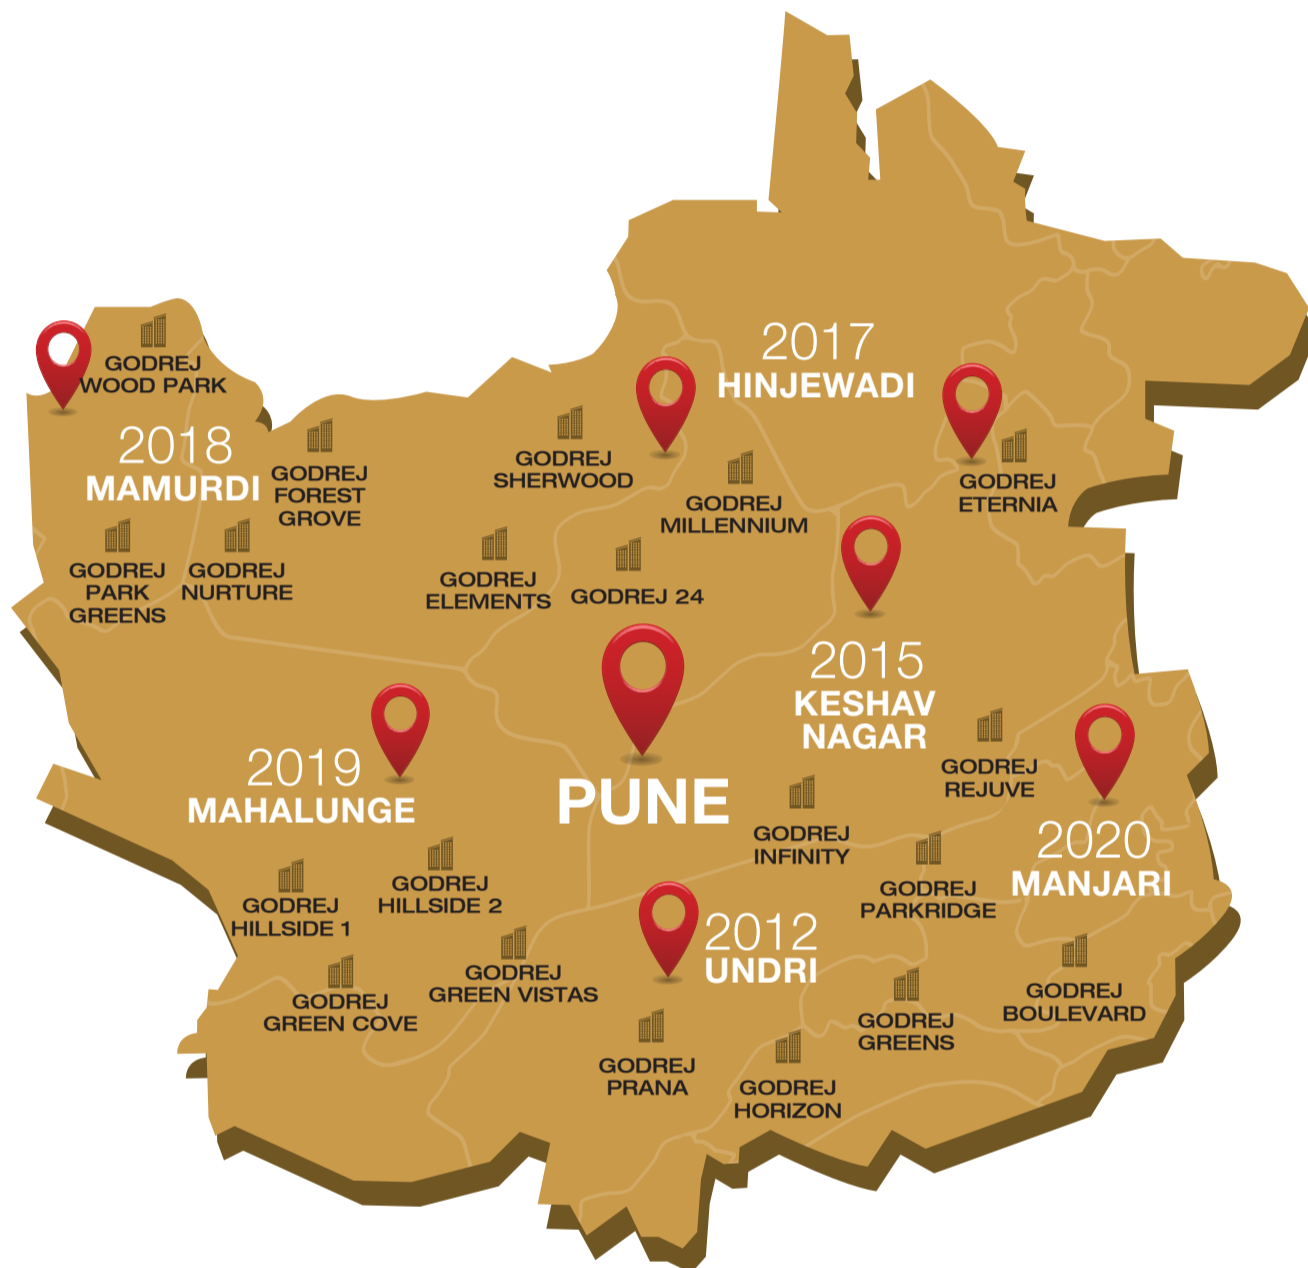 GODREJ
WOOD PARK
2018
MAMURDI
GODREJ
FOREST
GROVE
GODREJ
PARK
GREENS
GODREJ
NURTURE
2017
HINJEWADI
GODREJ
SHERWOOD
GODREJ
MILLENNIUM
GODREJ
ETERNIA
GODREJ
ELEMENTS
GODREJ 24
2015
KESHAV
NAGAR
PUNE
2019
MAHALUNGE
GODREJ
REJUVE
GODREJ
INFINITY
2020
MANJARI
GODREJ
PARKRIDGE
GODREJ
HILLSIDE 1
GODREJ
HILLSIDE 2
GODREJ
GREEN VISTAS
GODREJ
GREEN COVE
2012
UNDRI
GODREJ
PRANA
GODREJ
HORIZON
GODREJ
GREENS
GODREJ
BOULEVARD